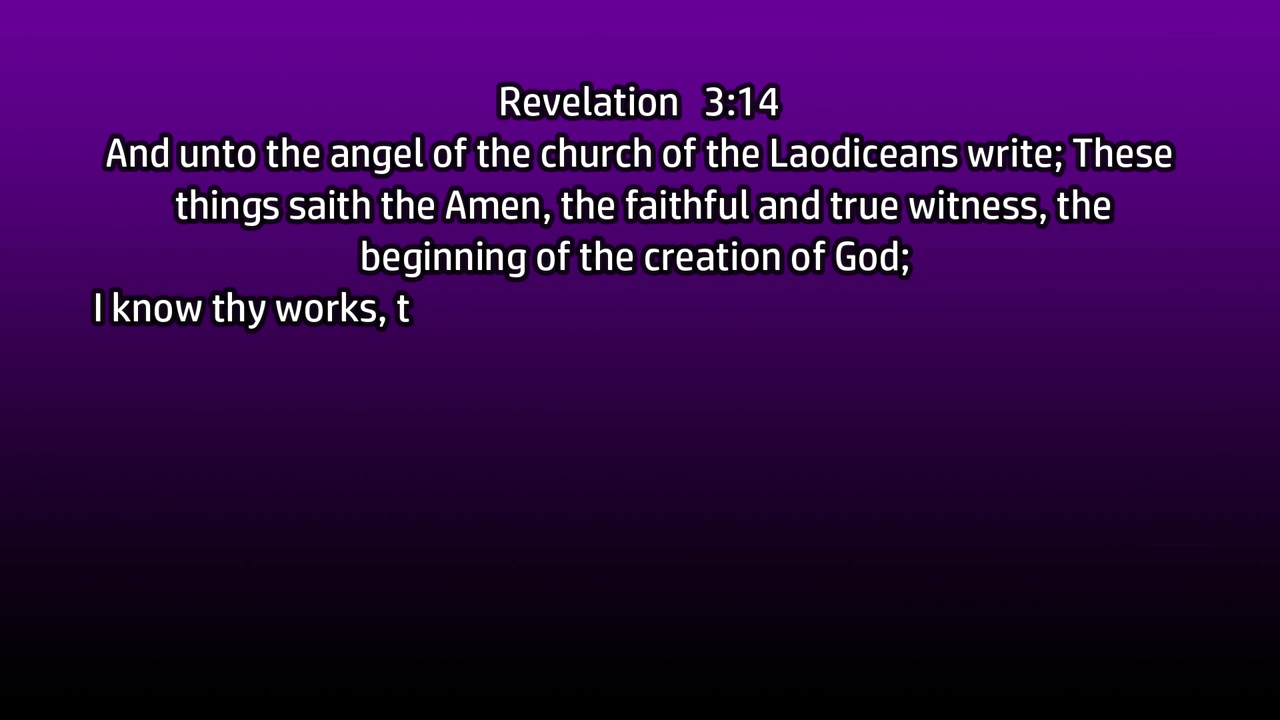 Revelation 3:14
And unto the angel of the church of the Laodiceans write; These
things saith the Amen, the faithful and true witness, the
beginning of the creation of God;
I know thy works, t